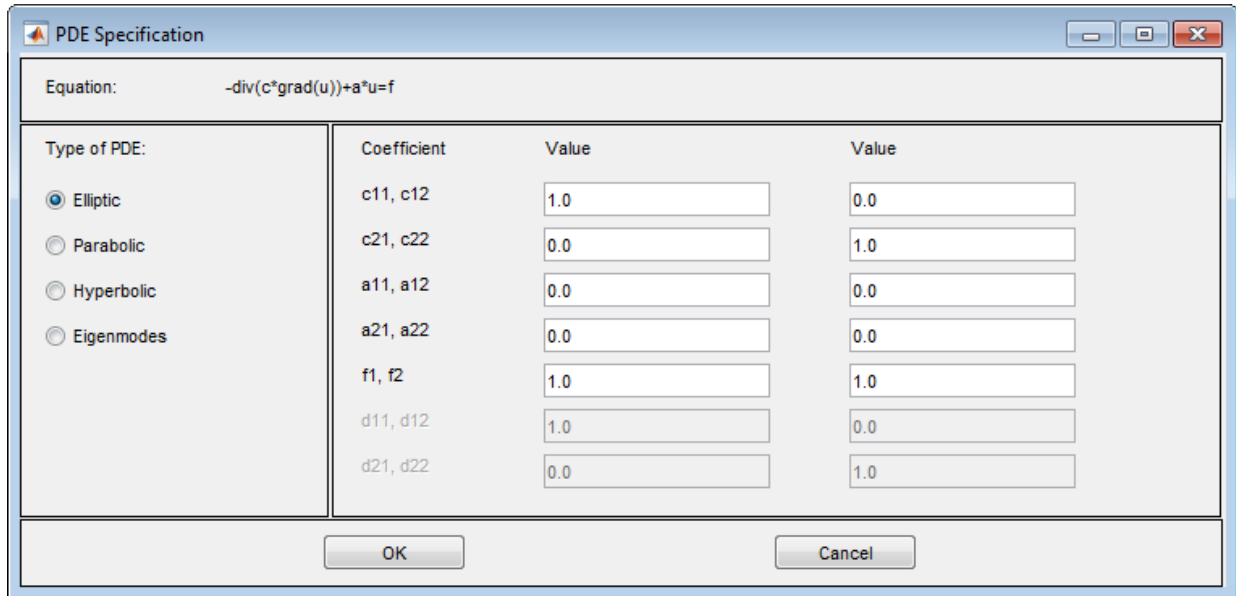 PDE Specification
Equation: -div(c*grad(u))+a*u=f
Type of PDE:
Elliptic
Parabolic
Hyperbolic
Eigenmodes
Coefficient Value Value
c11, c12 1.0 0.0
c21, c22 0.0 1.0
a11, a12 0.0 0.0
a21, a22 0.0 0.0
f1, f2 1.0 1.0
d11, d12 1.0 0.0
d21, d22 0.0 1.0
OK Cancel